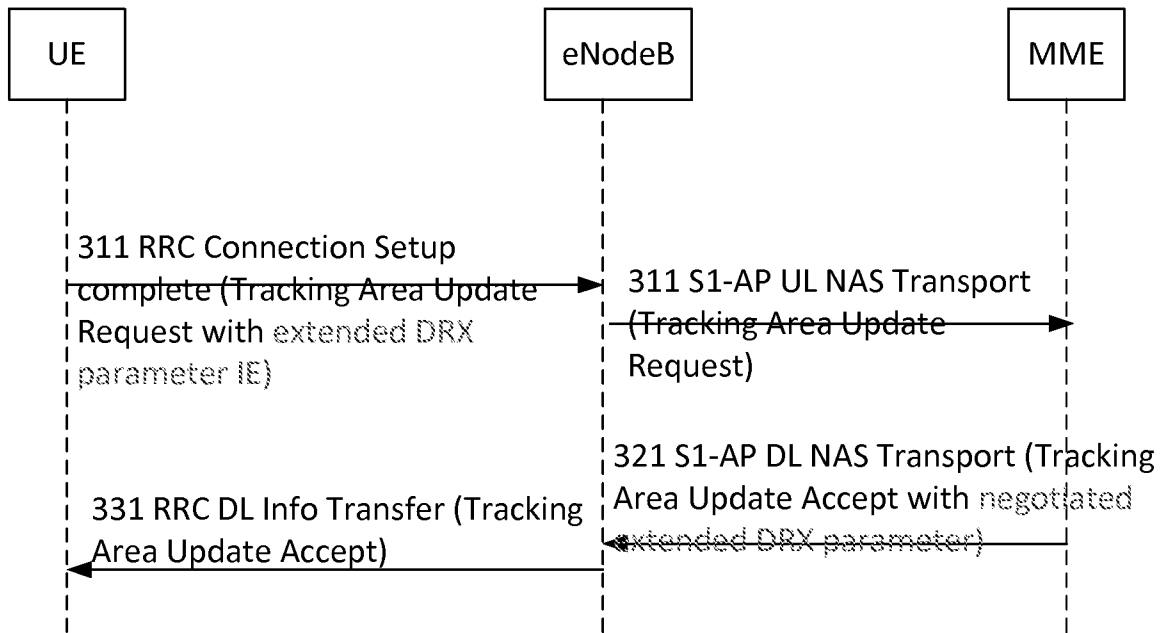 UE
eNodeB
MME
311 RRC Connection Setup
complete (Tracking Area Update
Request with extended DRX
parameter IE)
311 S1-AP UL NAS Transport
(Tracking Area Update
Request)
321 S1-AP DL NAS Transport (Tracking
Area Update Accept with negotiated
extended DRX parameter)
331 RRC DL Info Transfer (Tracking
Area Update Accept)